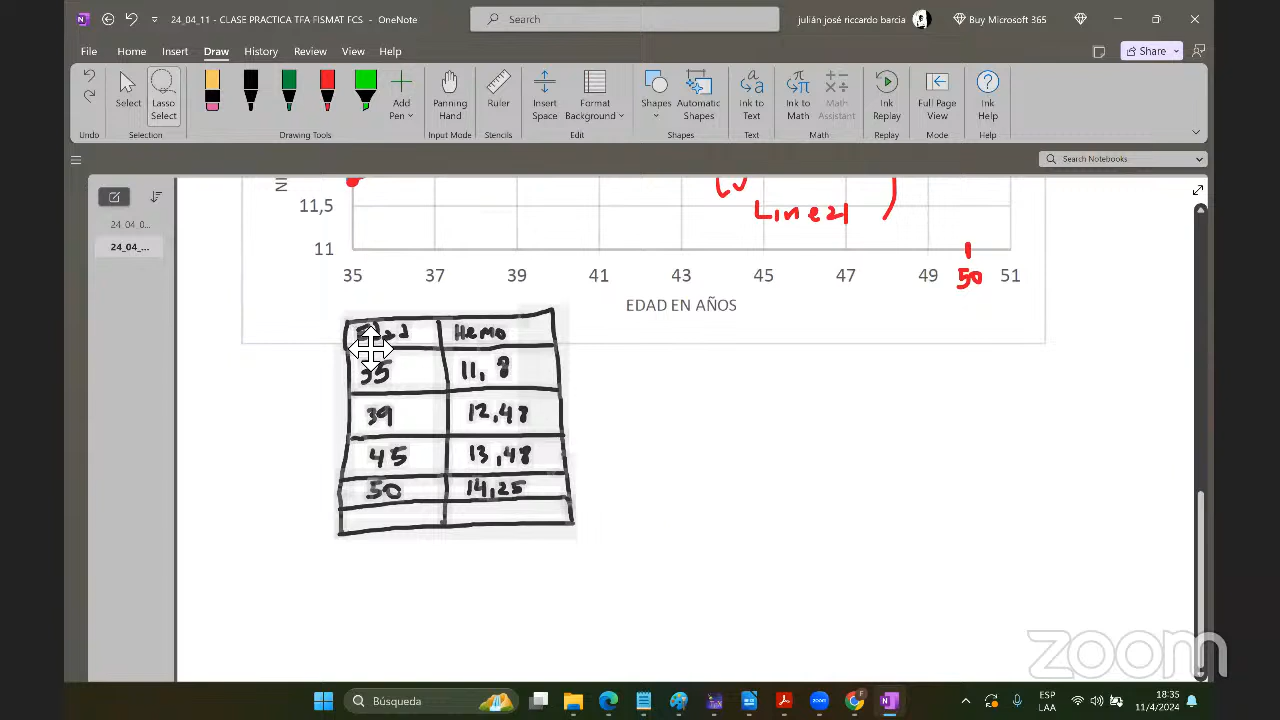 24_04_11 - CLASE PRACTICA TFA FISMAT FCS - OneNote
Search
julián josé riccardo barcia
Buy Microsoft 365
File Home Insert Draw History Review View Help
Share
Select Lasso Select Add Pen Panning Hand Ruler Insert Space Format Background Shapes Automatic Shapes Ink to Text Ink to Math Math Assistant Ink Replay Full Page View Ink Help
Undo Selection Drawing Tools Input Mode Stencils Edit Shapes Text Math Replay Mode Help
Search Notebooks
24_04_0...
24_04_...
11,5
Line21
11
35 37 39 41 43 45 47 49 50 51
EDAD EN AÑOS
Hemo
35 11,8
39 12,48
45 13,48
50 14,25
zoom
Búsqueda
ESP
LAA
18:35
11/4/2024